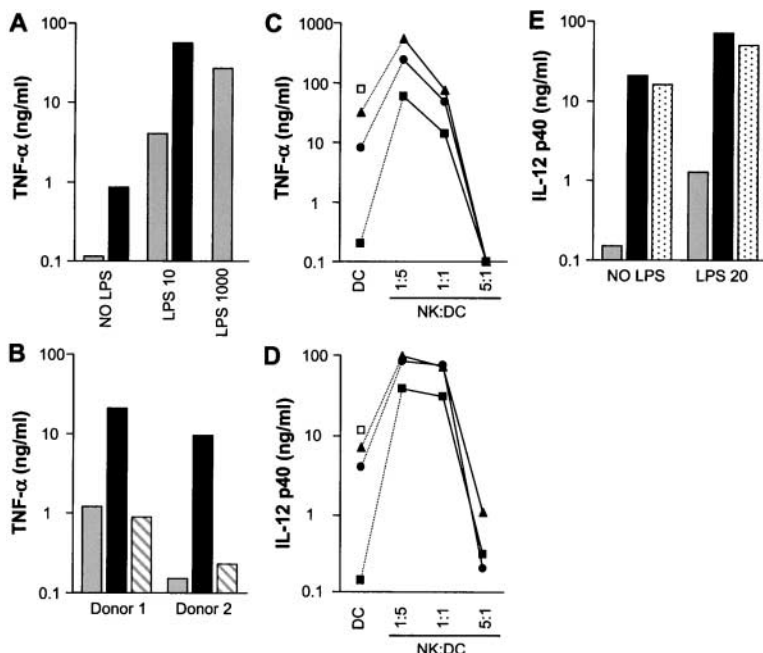 A
TNF-α (ng/ml)
100
10
1
0.1
NO LPS
LPS 10
LPS 1000
B
TNF-α (ng/ml)
100
10
1
0.1
Donor 1 Donor 2
C
TNF-α (ng/ml)
1000
100
10
1
0.1
DC
1:5
1:1
5:1
NK:DC
D
IL-12 p40 (ng/ml)
100
10
1
0.1
DC
1:5
1:1
5:1
NK:DC
E
IL-12 p40 (ng/ml)
100
10
1
0.1
NO LPS LPS 20